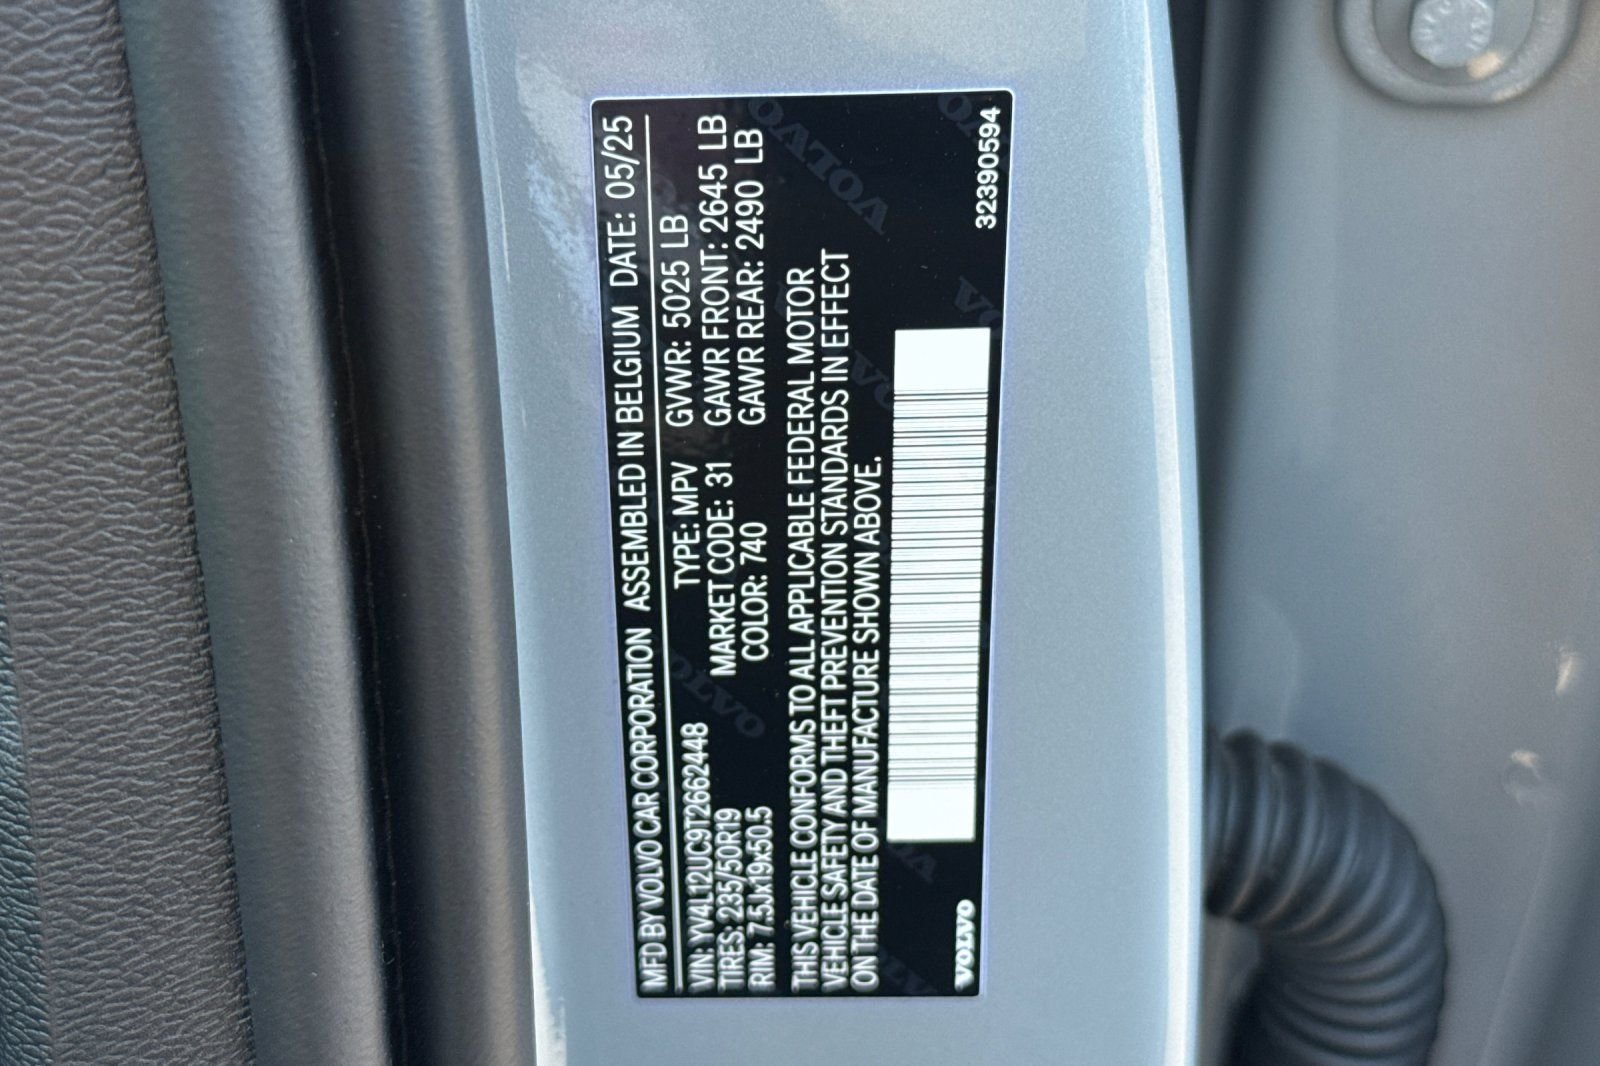 MFD BY VOLVO CAR CORPORATION ASSEMBLED IN BELGIUM DATE: 05/25
VIN: YV4L12UC9T2662448 TYPE: MPV GVWR: 5025 LB
TIRES: 235/50R19 MARKET CODE: 31 GAWR FRONT: 2645 LB
RIM: 7.5Jx19x50.5 COLOR: 740 GAWR REAR: 2490 LB
THIS VEHICLE CONFORMS TO ALL APPLICABLE FEDERAL MOTOR
VEHICLE SAFETY AND THEFT PREVENTION STANDARDS IN EFFECT
ON THE DATE OF MANUFACTURE SHOWN ABOVE.
VOLVO 32390594